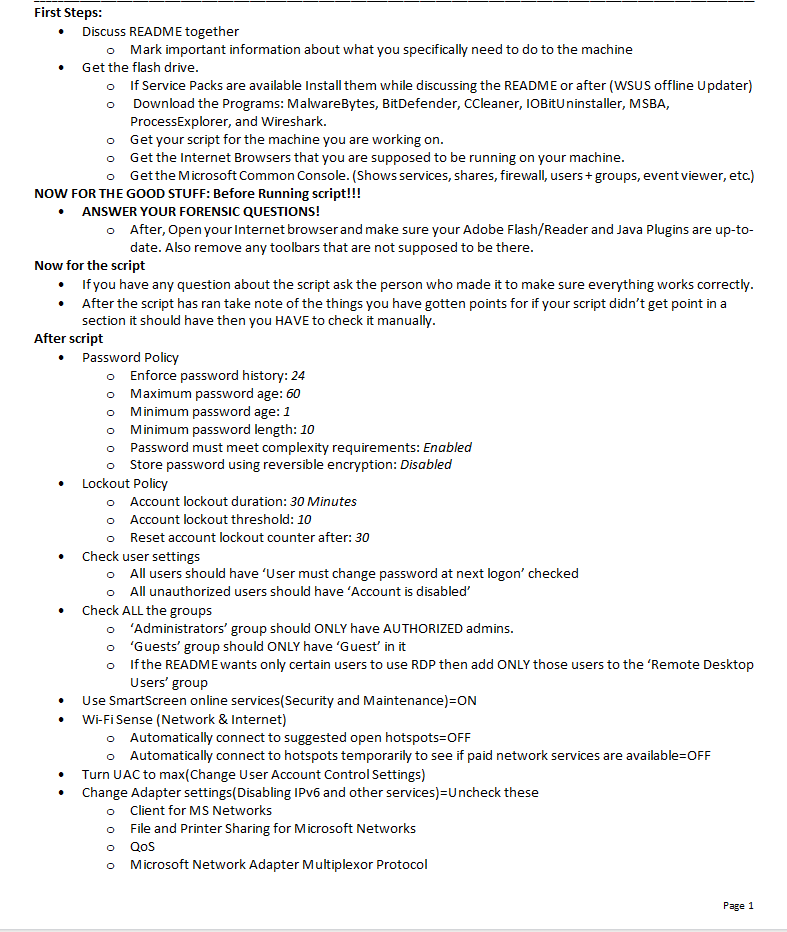 First Steps:
• Discuss README together
o Mark important information about what you specifically need to do to the machine
• Get the flash drive.
o If Service Packs are available Install them while discussing the README or after (WSUS offline Updater)
o Download the Programs: MalwareBytes, BitDefender, CCleaner, IOBitUninstaller, MSBA,
ProcessExplorer, and Wireshark.
o Get your script for the machine you are working on.
o Get the Internet Browsers that you are supposed to be running on your machine.
o Get the Microsoft Common Console. (Shows services, shares, firewall, users + groups, event viewer, etc.)
NOW FOR THE GOOD STUFF: Before Running script!!!
• ANSWER YOUR FORENSIC QUESTIONS!
o After, Open your Internet browser and make sure your Adobe Flash/Reader and Java Plugins are up-to-
date. Also remove any toolbars that are not supposed to be there.
Now for the script
• If you have any question about the script ask the person who made it to make sure everything works correctly.
• After the script has ran take note of the things you have gotten points for if your script didn’t get point in a
section it should have then you HAVE to check it manually.
After script
• Password Policy
o Enforce password history: 24
o Maximum password age: 60
o Minimum password age: 1
o Minimum password length: 10
o Password must meet complexity requirements: Enabled
o Store password using reversible encryption: Disabled
• Lockout Policy
o Account lockout duration: 30 Minutes
o Account lockout threshold: 10
o Reset account lockout counter after: 30
• Check user settings
o All users should have ‘User must change password at next logon’ checked
o All unauthorized users should have ‘Account is disabled’
• Check ALL the groups
o ‘Administrators’ group should ONLY have AUTHORIZED admins.
o ‘Guests’ group should ONLY have ‘Guest’ in it
o If the README wants only certain users to use RDP then add ONLY those users to the ‘Remote Desktop
Users’ group
• Use SmartScreen online services(Security and Maintenance)=ON
• Wi-Fi Sense (Network & Internet)
o Automatically connect to suggested open hotspots=OFF
o Automatically connect to hotspots temporarily to see if paid network services are available=OFF
• Turn UAC to max(Change User Account Control Settings)
• Change Adapter settings(Disabling IPv6 and other services)=Uncheck these
o Client for MS Networks
o File and Printer Sharing for Microsoft Networks
o QoS
o Microsoft Network Adapter Multiplexor Protocol
Page 1